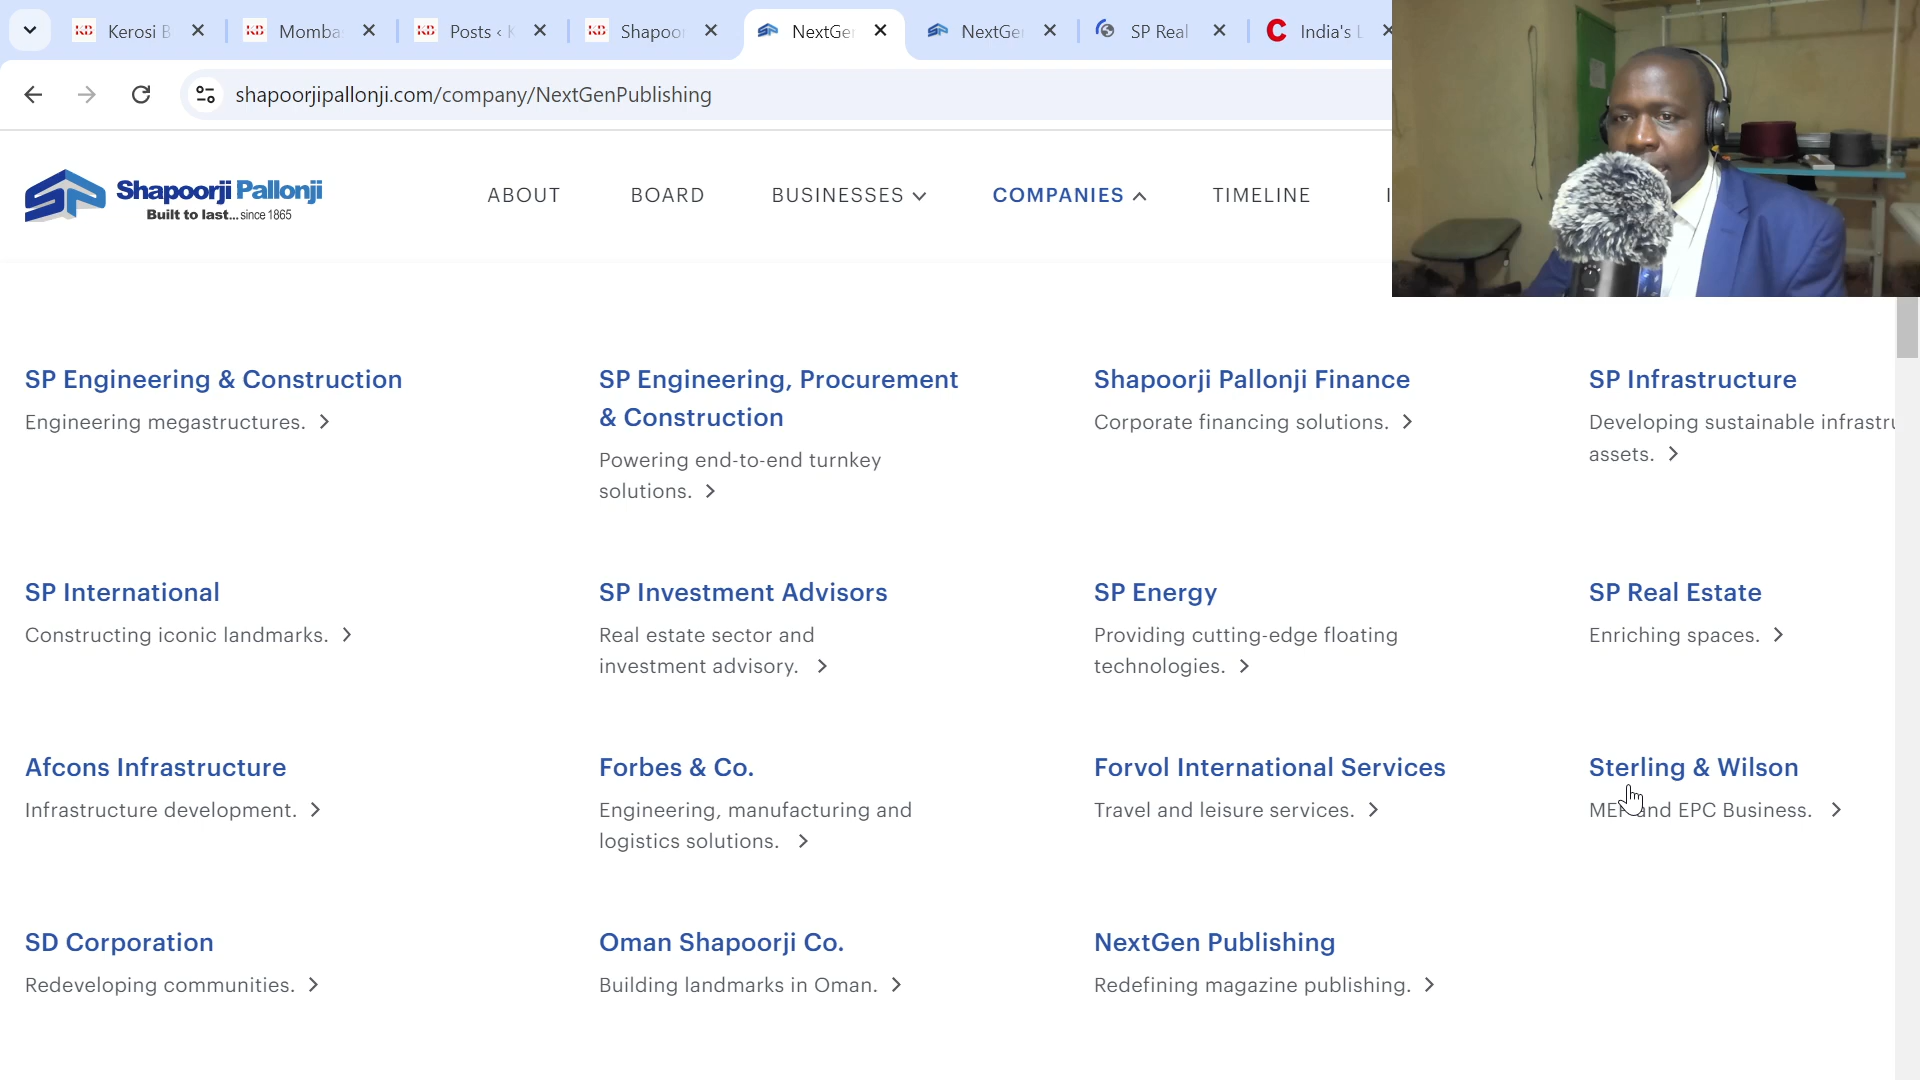 Kerosi B
Momba
Posts ‹ K
Shapoor
NextGe
NextGe
SP Real
India's L
shapoorjipallonji.com/company/NextGenPublishing
Shapoorji Pallonji
Built to last...since 1865
ABOUT
BOARD
BUSINESSES
COMPANIES
TIMELINE
SP Engineering & Construction
Engineering megastructures.
SP Engineering, Procurement
& Construction
Powering end-to-end turnkey
solutions.
Shapoorji Pallonji Finance
Corporate financing solutions.
SP Infrastructure
Developing sustainable infrastru
assets.
SP International
Constructing iconic landmarks.
SP Investment Advisors
Real estate sector and
investment advisory.
SP Energy
Providing cutting-edge floating
technologies.
SP Real Estate
Enriching spaces.
Afcons Infrastructure
Infrastructure development.
Forbes & Co.
Engineering, manufacturing and
logistics solutions.
Forvol International Services
Travel and leisure services.
Sterling & Wilson
MEP and EPC Business.
SD Corporation
Redeveloping communities.
Oman Shapoorji Co.
Building landmarks in Oman.
NextGen Publishing
Redefining magazine publishing.